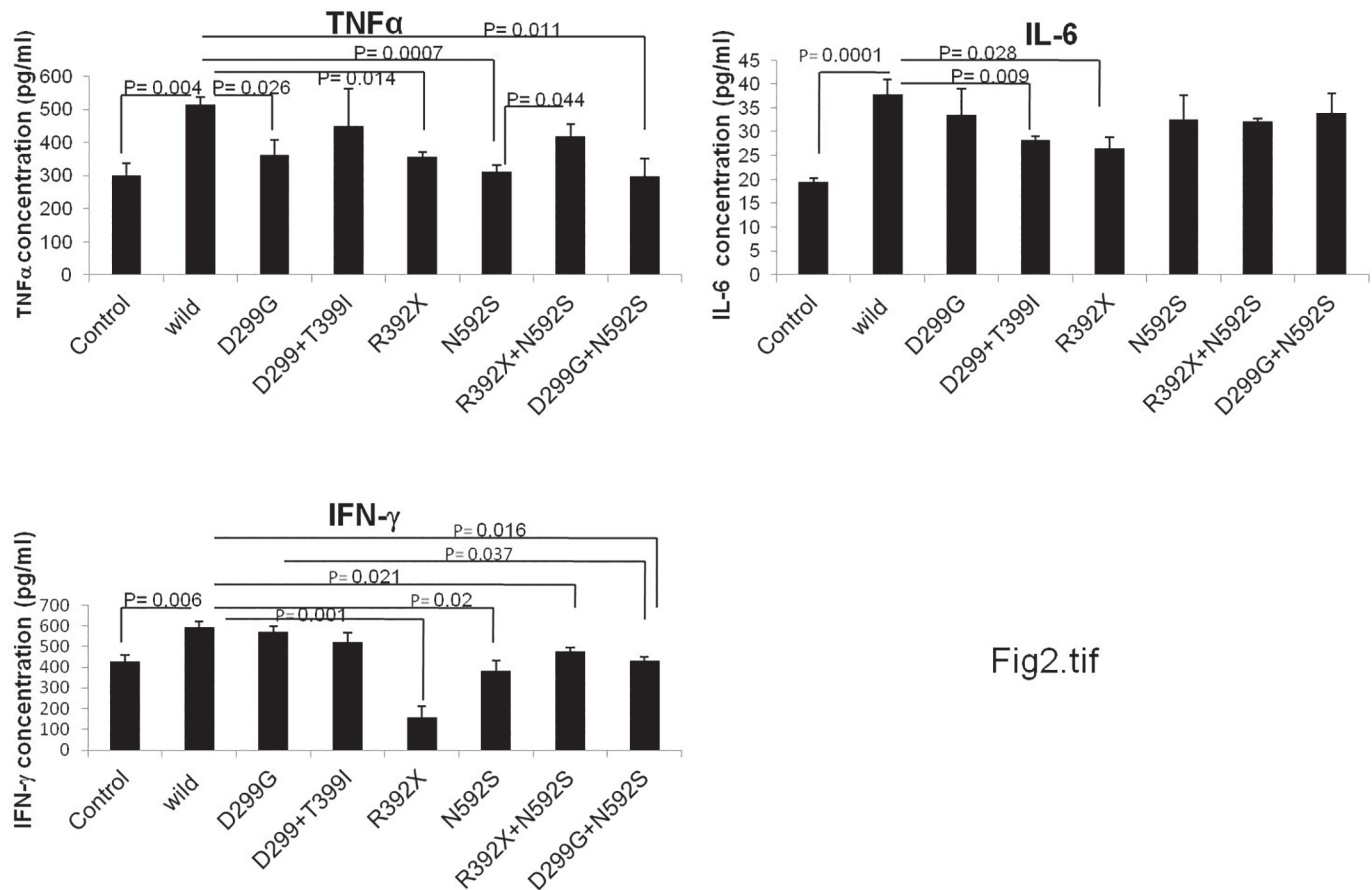 TNFα
P= 0.011
P= 0.0007
P= 0.014
P= 0.004
P= 0.026
P= 0.044
TNFα concentration (pg/ml)
600
500
400
300
200
100
0
Control
wild
D299G
D299+T399I
R392X
N592S
R392X+N592S
D299G+N592S
IL-6
P= 0.0001
P= 0.028
P= 0.009
IL-6 concentration (pg/ml)
45
40
35
30
25
20
15
10
5
0
Control
wild
D299G
D299+T399I
R392X
N592S
R392X+N592S
D299G+N592S
IFN-γ
P= 0.016
P= 0.037
P= 0.021
P= 0.006
P= 0.02
P= 0.001
IFN-γ concentration (pg/ml)
700
600
500
400
300
200
100
0
Control
wild
D299G
D299+T399I
R392X
N592S
R392X+N592S
D299G+N592S
Fig2.tif